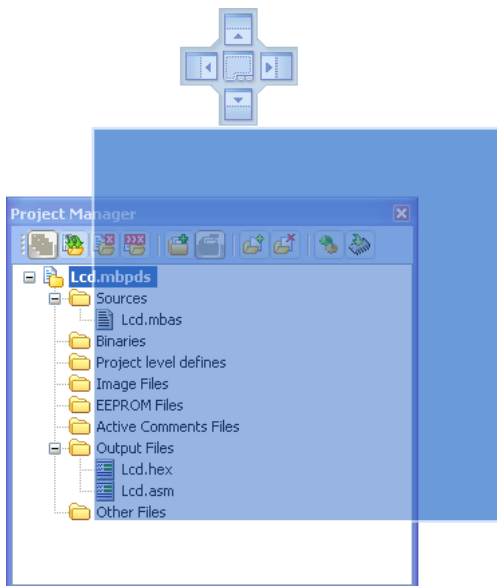 Project Manager
Lcd.mbpds
Sources
Lcd.mbas
Binaries
Project level defines
Image Files
EEPROM Files
Active Comments Files
Output Files
Lcd.hex
Lcd.asm
Other Files